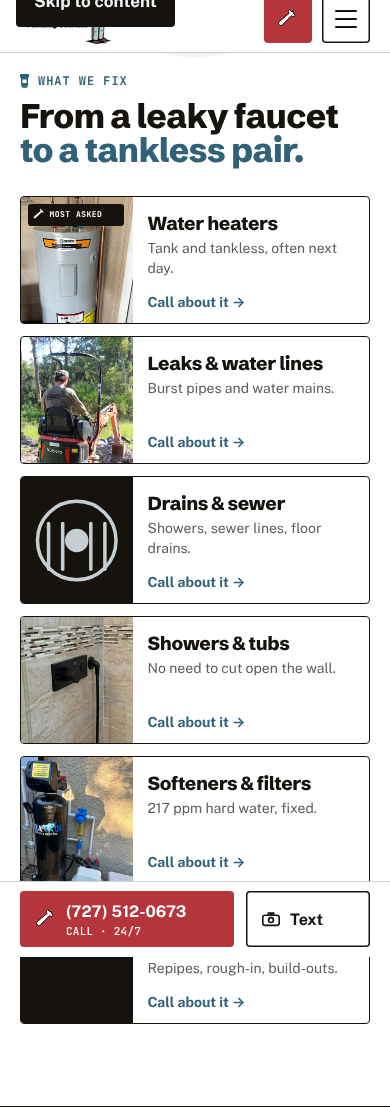 Skip to content
WHAT WE FIX
From a leaky faucet
to a tankless pair.
MOST ASKED
Water heaters
Tank and tankless, often next
day.
Call about it →
Leaks & water lines
Burst pipes and water mains.
Call about it →
Drains & sewer
Showers, sewer lines, floor
drains.
Call about it →
Showers & tubs
No need to cut open the wall.
Call about it →
Softeners & filters
217 ppm hard water, fixed.
Call about it →
(727) 512-0673
CALL · 24/7
Text
Repipes, rough-in, build-outs.
Call about it →